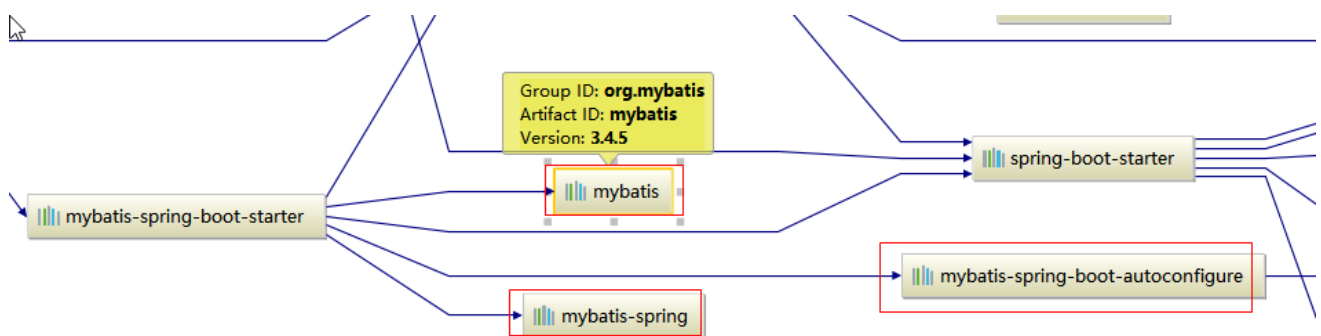 Group ID: org.mybatis
Artifact ID: mybatis
Version: 3.4.5
spring-boot-starter
mybatis
mybatis-spring-boot-starter
mybatis-spring-boot-autoconfigure
mybatis-spring